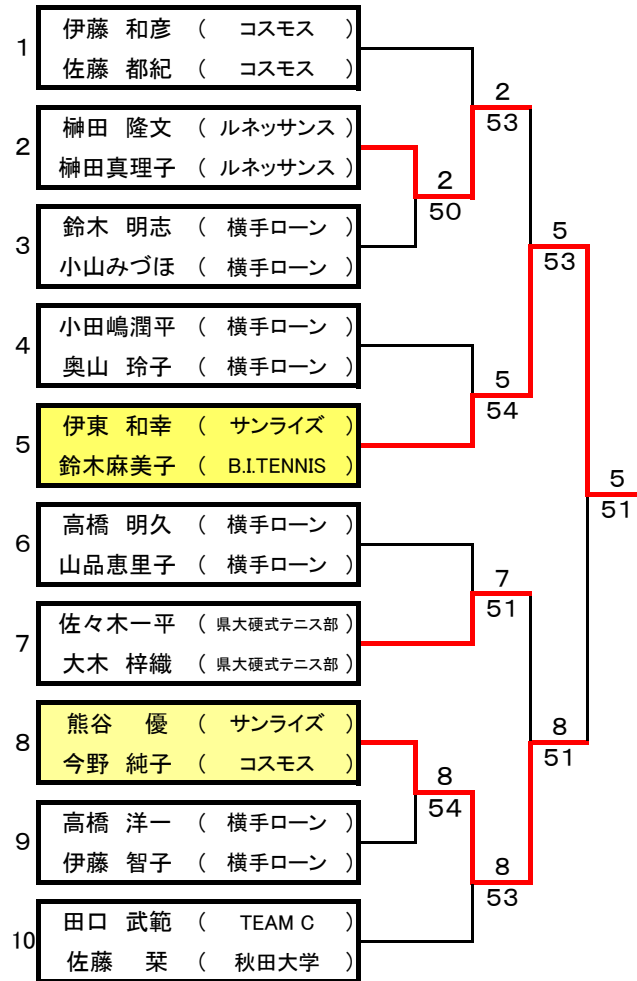 1
伊藤 和彦 ( コスモス )
佐藤 都紀 ( コスモス )
2
榊田 隆文 ( ルネッサンス )
榊田真理子 ( ルネッサンス )
3
鈴木 明志 ( 横手ローン )
小山みづほ ( 横手ローン )
4
小田嶋潤平 ( 横手ローン )
奥山 玲子 ( 横手ローン )
5
伊東 和幸 ( サンライズ )
鈴木麻美子 ( B.I.TENNIS )
6
高橋 明久 ( 横手ローン )
山品恵里子 ( 横手ローン )
7
佐々木一平 ( 県大硬式テニス部 )
大木 梓織 ( 県大硬式テニス部 )
8
熊谷 優 ( サンライズ )
今野 純子 ( コスモス )
9
高橋 洋一 ( 横手ローン )
伊藤 智子 ( 横手ローン )
10
田口 武範 ( TEAM C )
佐藤 栞 ( 秋田大学 )
2
50
8
54
2
53
5
54
7
51
8
53
5
53
8
51
5
51